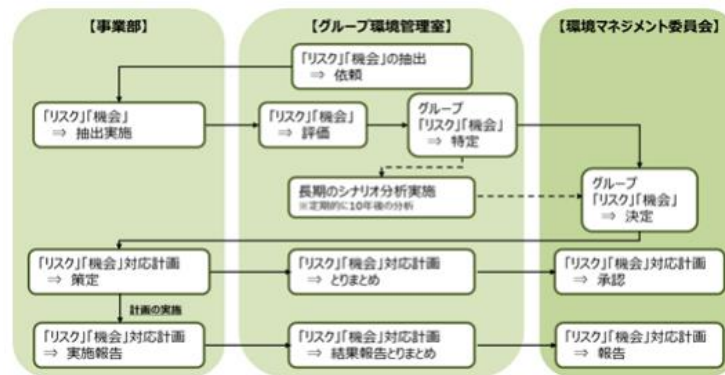 【事業部】
【グループ環境管理室】
【環境マネジメント委員会】
「リスク」「機会」の抽出
⇒ 依頼
「リスク」「機会」
⇒ 抽出実施
「リスク」「機会」
⇒ 評価
グループ
「リスク」「機会」
⇒ 特定
長期のシナリオ分析実施
※定期的に10年後の分析
グループ
「リスク」「機会」
⇒ 決定
「リスク」「機会」対応計画
⇒ 策定
「リスク」「機会」対応計画
⇒ とりまとめ
「リスク」「機会」対応計画
⇒ 承認
計画の実施
「リスク」「機会」対応計画
⇒ 実施報告
「リスク」「機会」対応計画
⇒ 結果報告とりまとめ
「リスク」「機会」対応計画
⇒ 報告